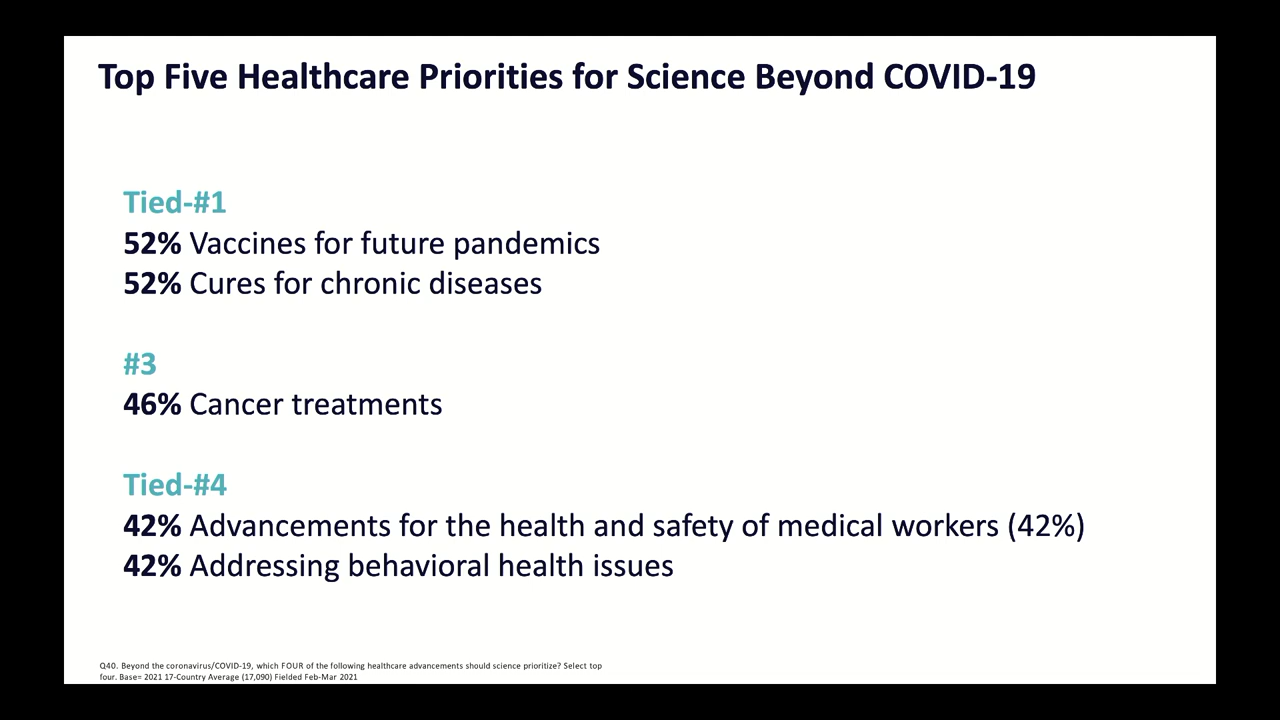 Top Five Healthcare Priorities for Science Beyond COVID-19
Tied-#1
52% Vaccines for future pandemics
52% Cures for chronic diseases
#3
46% Cancer treatments
Tied-#4
42% Advancements for the health and safety of medical workers (42%)
42% Addressing behavioral health issues
Q40. Beyond the coronavirus/COVID-19, which FOUR of the following healthcare advancements should science prioritize? Select top
four. Base= 2021 17-Country Average (17,090) Fielded Feb-Mar 2021